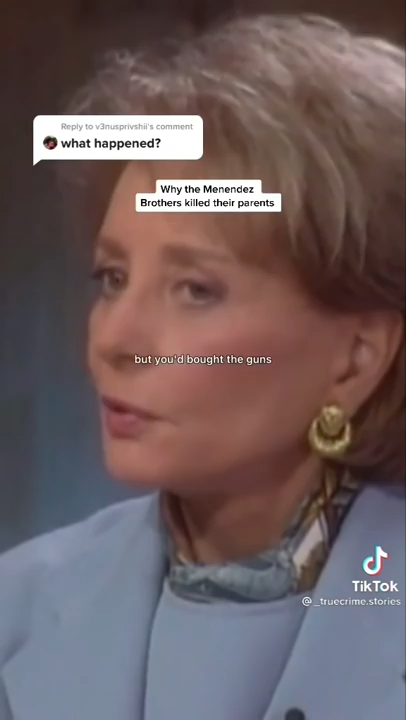 Reply to v3nusprivshii's comment
what happened?
Why the Menendez
Brothers killed their parents
but you'd bought the guns
TikTok
@_truecrime.stories